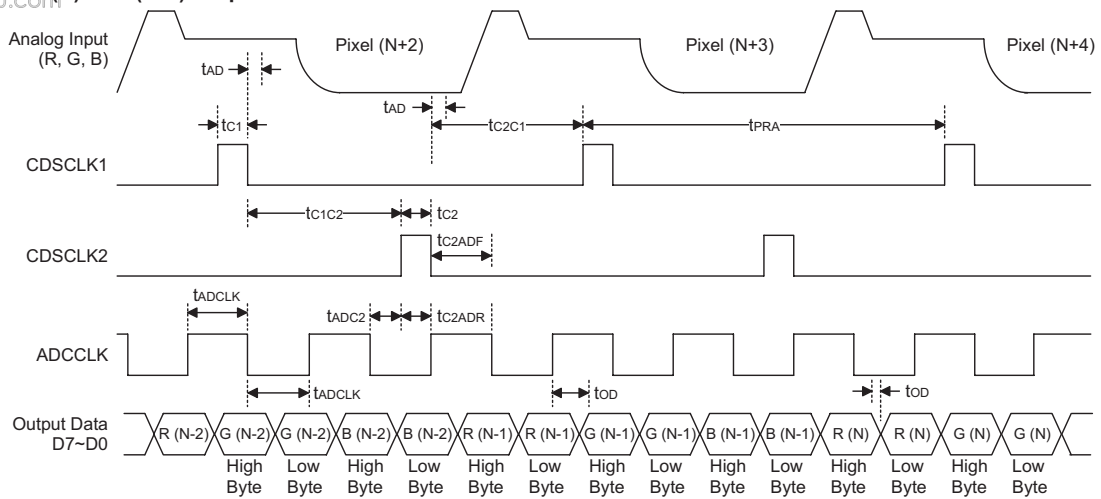 Analog Input
(R, G, B)
Pixel (N+2)
Pixel (N+3)
Pixel (N+4)
tAD
tAD
tC1
tC2C1
tPRA
CDSCLK1
tC1C2
tC2
CDSCLK2
tC2ADF
tADCLK
tADC2
tC2ADR
ADCCLK
tADCLK
tOD
tOD
Output Data
D7~D0
R (N-2) G (N-2) G (N-2) B (N-2) B (N-2) R (N-1) R (N-1) G (N-1) G (N-1) B (N-1) B (N-1) R (N) R (N) G (N) G (N)
High Low High Low High Low High Low High Low High Low High Low
Byte Byte Byte Byte Byte Byte Byte Byte Byte Byte Byte Byte Byte Byte